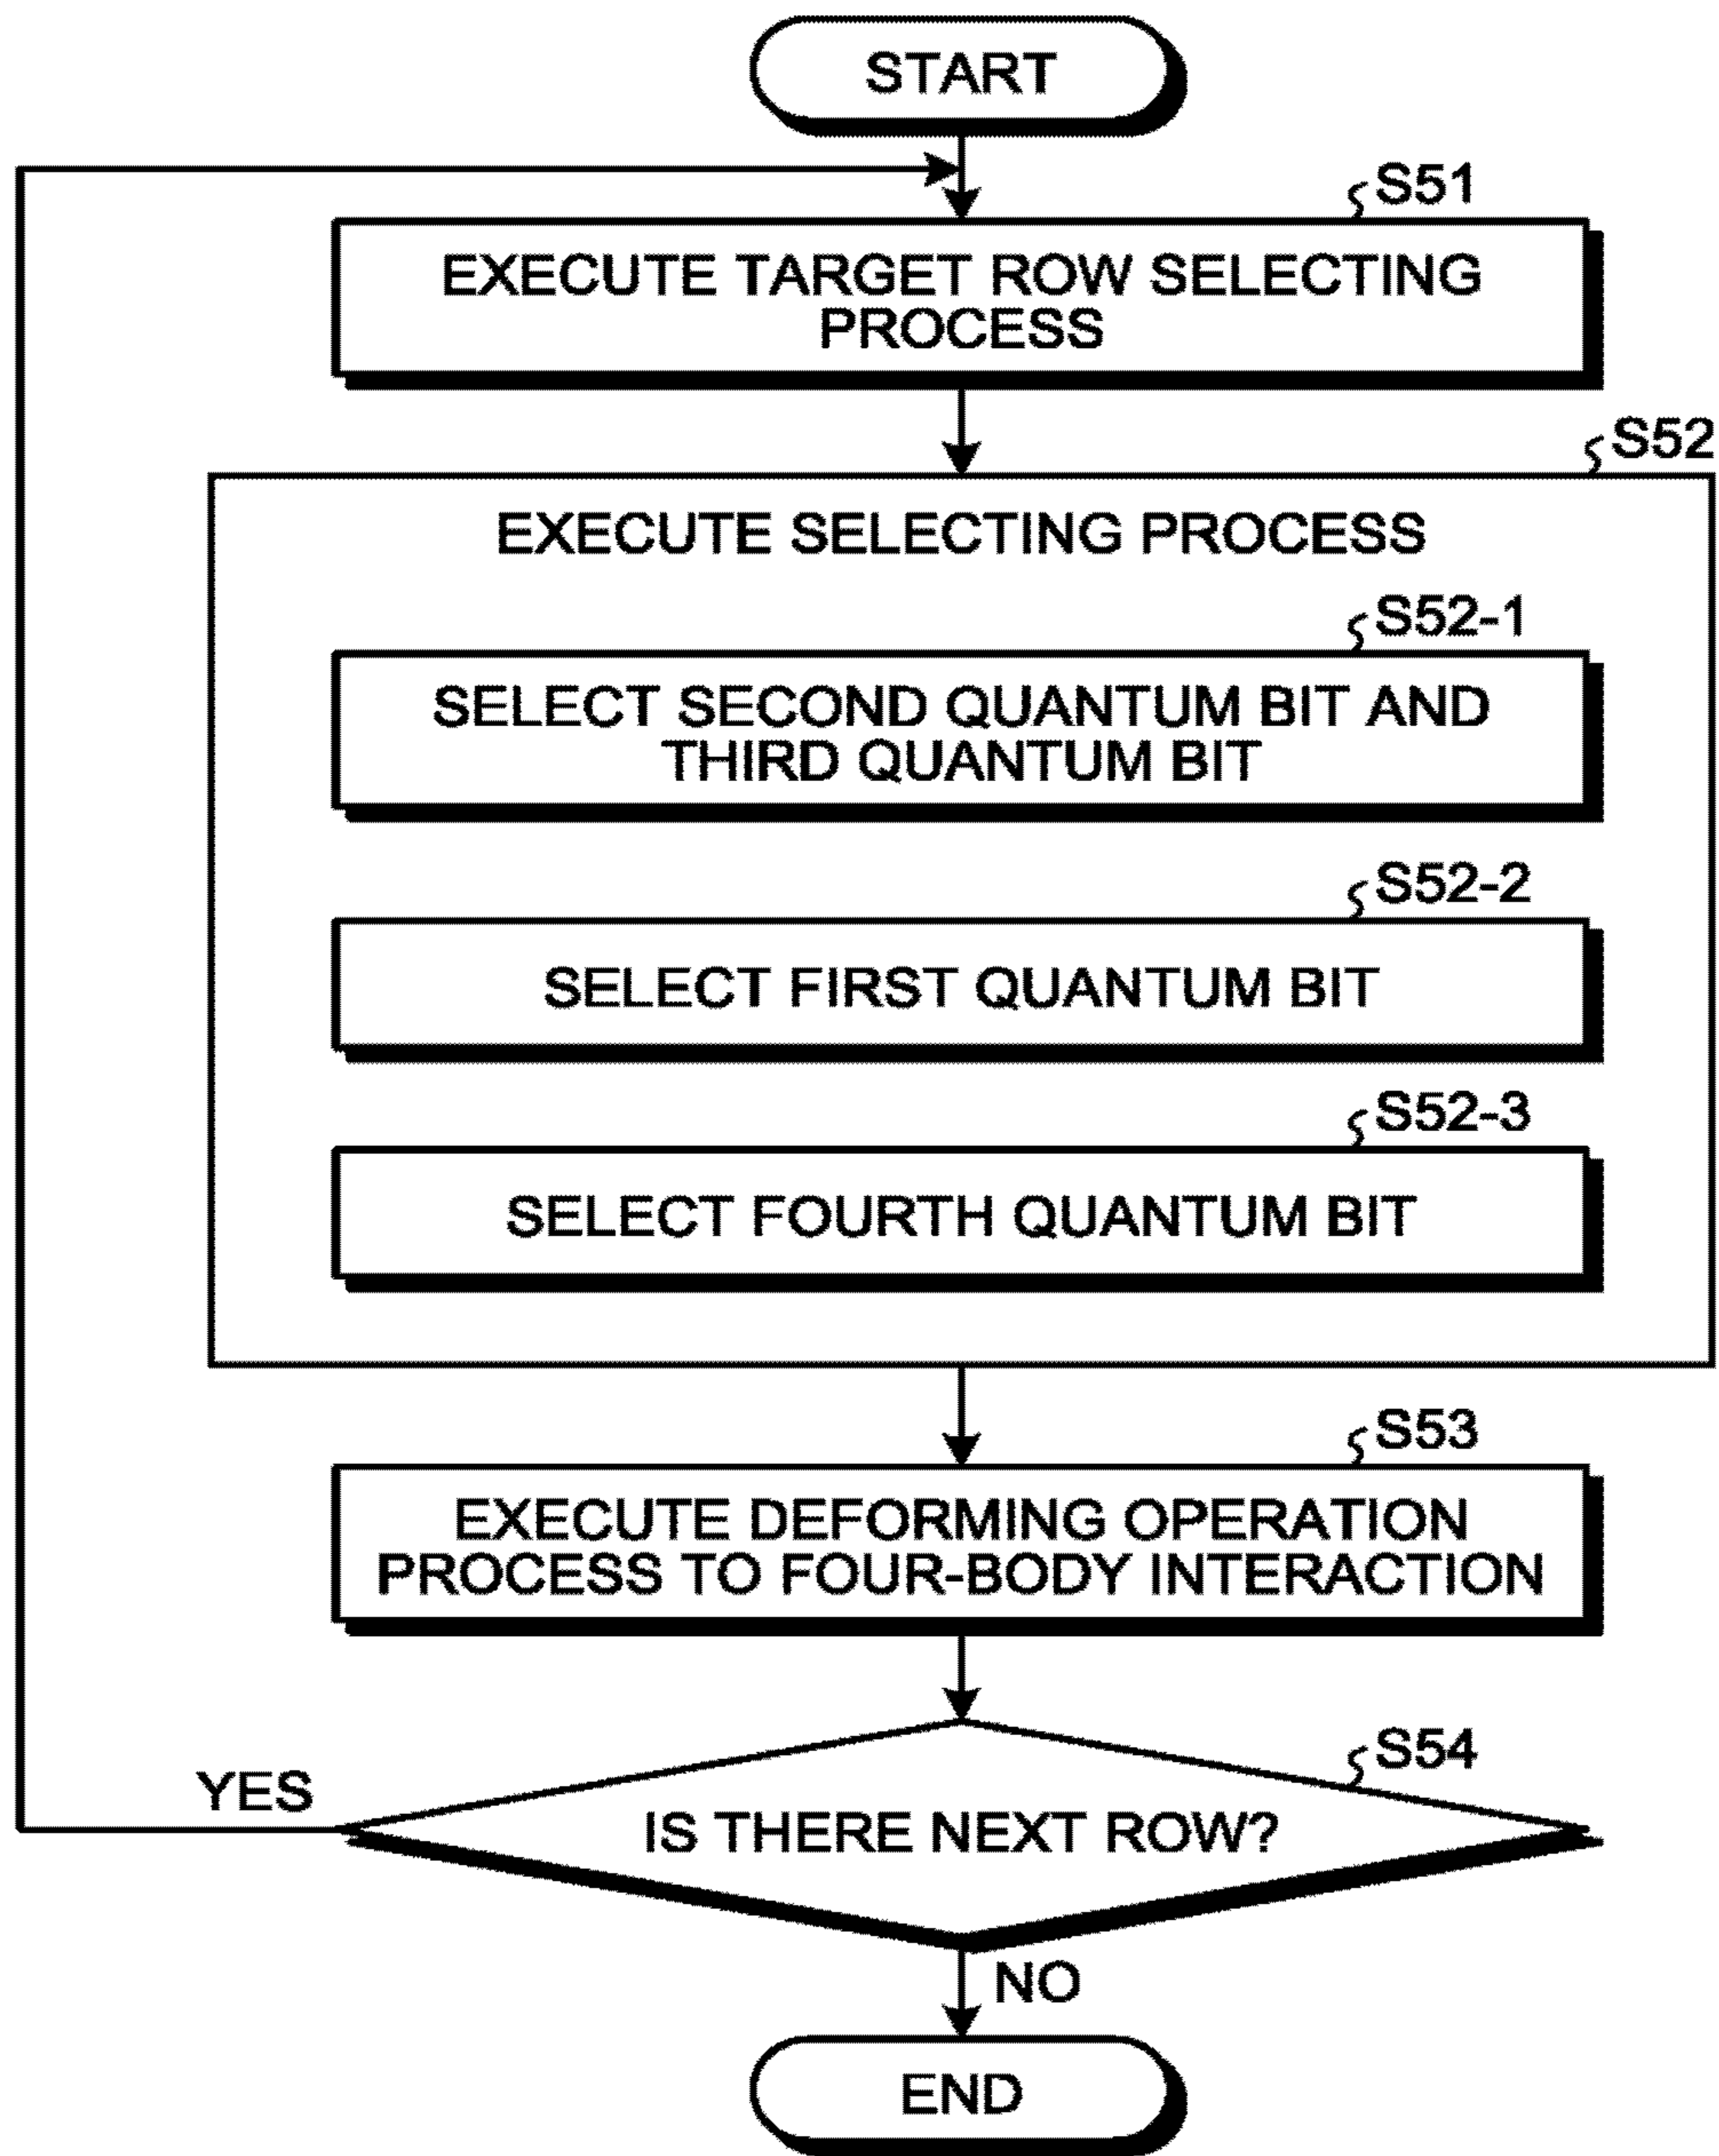 START
S51
EXECUTE TARGET ROW SELECTING
PROCESS
S52
EXECUTE SELECTING PROCESS
S52-1
SELECT SECOND QUANTUM BIT AND
THIRD QUANTUM BIT
S52-2
SELECT FIRST QUANTUM BIT
S52-3
SELECT FOURTH QUANTUM BIT
S53
EXECUTE DEFORMING OPERATION
PROCESS TO FOUR-BODY INTERACTION
S54
YES
IS THERE NEXT ROW?
NO
END